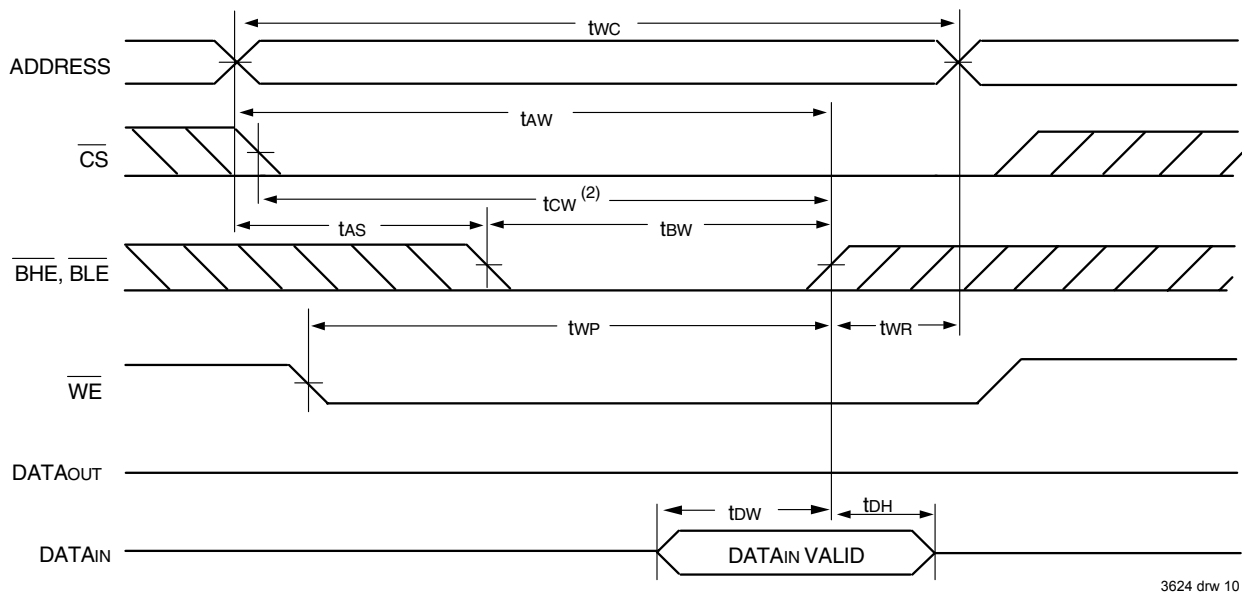 tWC
ADDRESS
tAW
CS
tCW (2)
tAS
tBW
BHE, BLE
tWP
tWR
WE
DATAOUT
tDW
tDH
DATAIN
DATAIN VALID
3624 drw 10